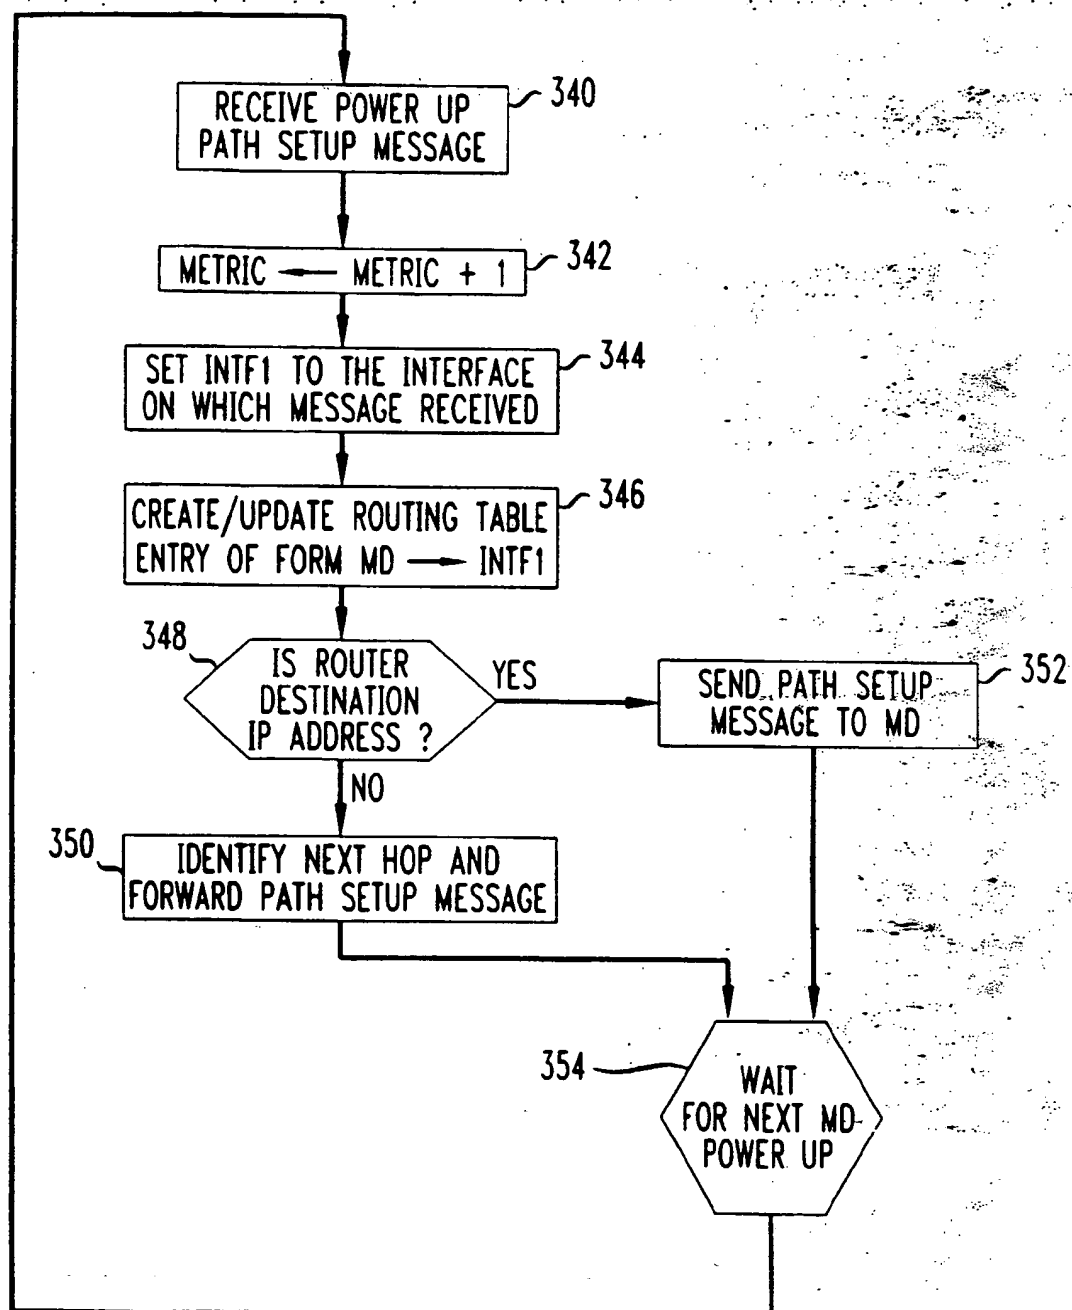 RECEIVE POWER UP
PATH SETUP MESSAGE
340
METRIC ← METRIC + 1
342
SET INTF1 TO THE INTERFACE
ON WHICH MESSAGE RECEIVED
344
CREATE/UPDATE ROUTING TABLE
ENTRY OF FORM MD → INTF1
346
348
IS ROUTER
DESTINATION
IP ADDRESS ?
YES
SEND PATH SETUP
MESSAGE TO MD
352
NO
350
IDENTIFY NEXT HOP AND
FORWARD PATH SETUP MESSAGE
354
WAIT
FOR NEXT MD
POWER UP